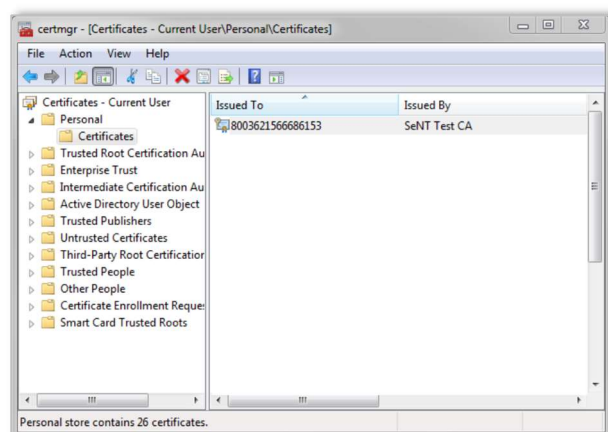 certmgr - [Certificates - Current User\Personal\Certificates]
File Action View Help
Certificates - Current User
Personal
Certificates
Trusted Root Certification Au
Enterprise Trust
Intermediate Certification Au
Active Directory User Object
Trusted Publishers
Untrusted Certificates
Third-Party Root Certification
Trusted People
Other People
Certificate Enrollment Reques
Smart Card Trusted Roots
Issued To Issued By
8003621566686153 SeNT Test CA
Personal store contains 26 certificates.